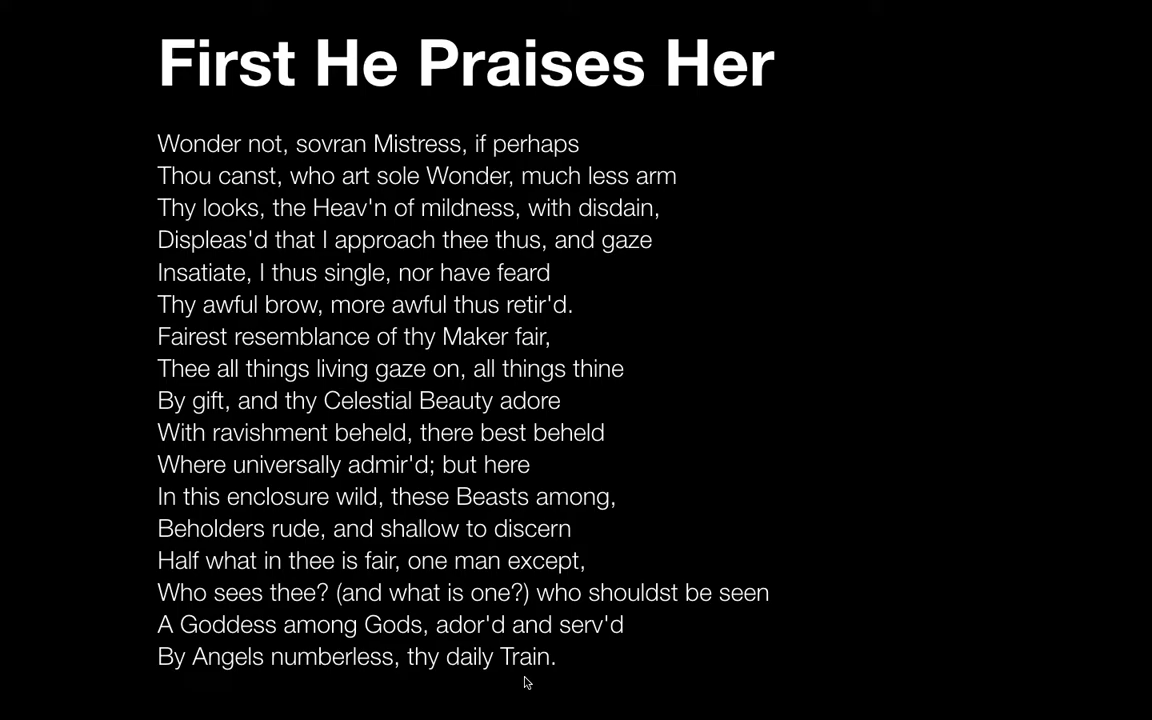 First He Praises Her
Wonder not, sovran Mistress, if perhaps
Thou canst, who art sole Wonder, much less arm
Thy looks, the Heav'n of mildness, with disdain,
Displeas'd that I approach thee thus, and gaze
Insatiate, I thus single, nor have feard
Thy awful brow, more awful thus retir'd.
Fairest resemblance of thy Maker fair,
Thee all things living gaze on, all things thine
By gift, and thy Celestial Beauty adore
With ravishment beheld, there best beheld
Where universally admir'd; but here
In this enclosure wild, these Beasts among,
Beholders rude, and shallow to discern
Half what in thee is fair, one man except,
Who sees thee? (and what is one?) who shouldst be seen
A Goddess among Gods, ador'd and serv'd
By Angels numberless, thy daily Train.